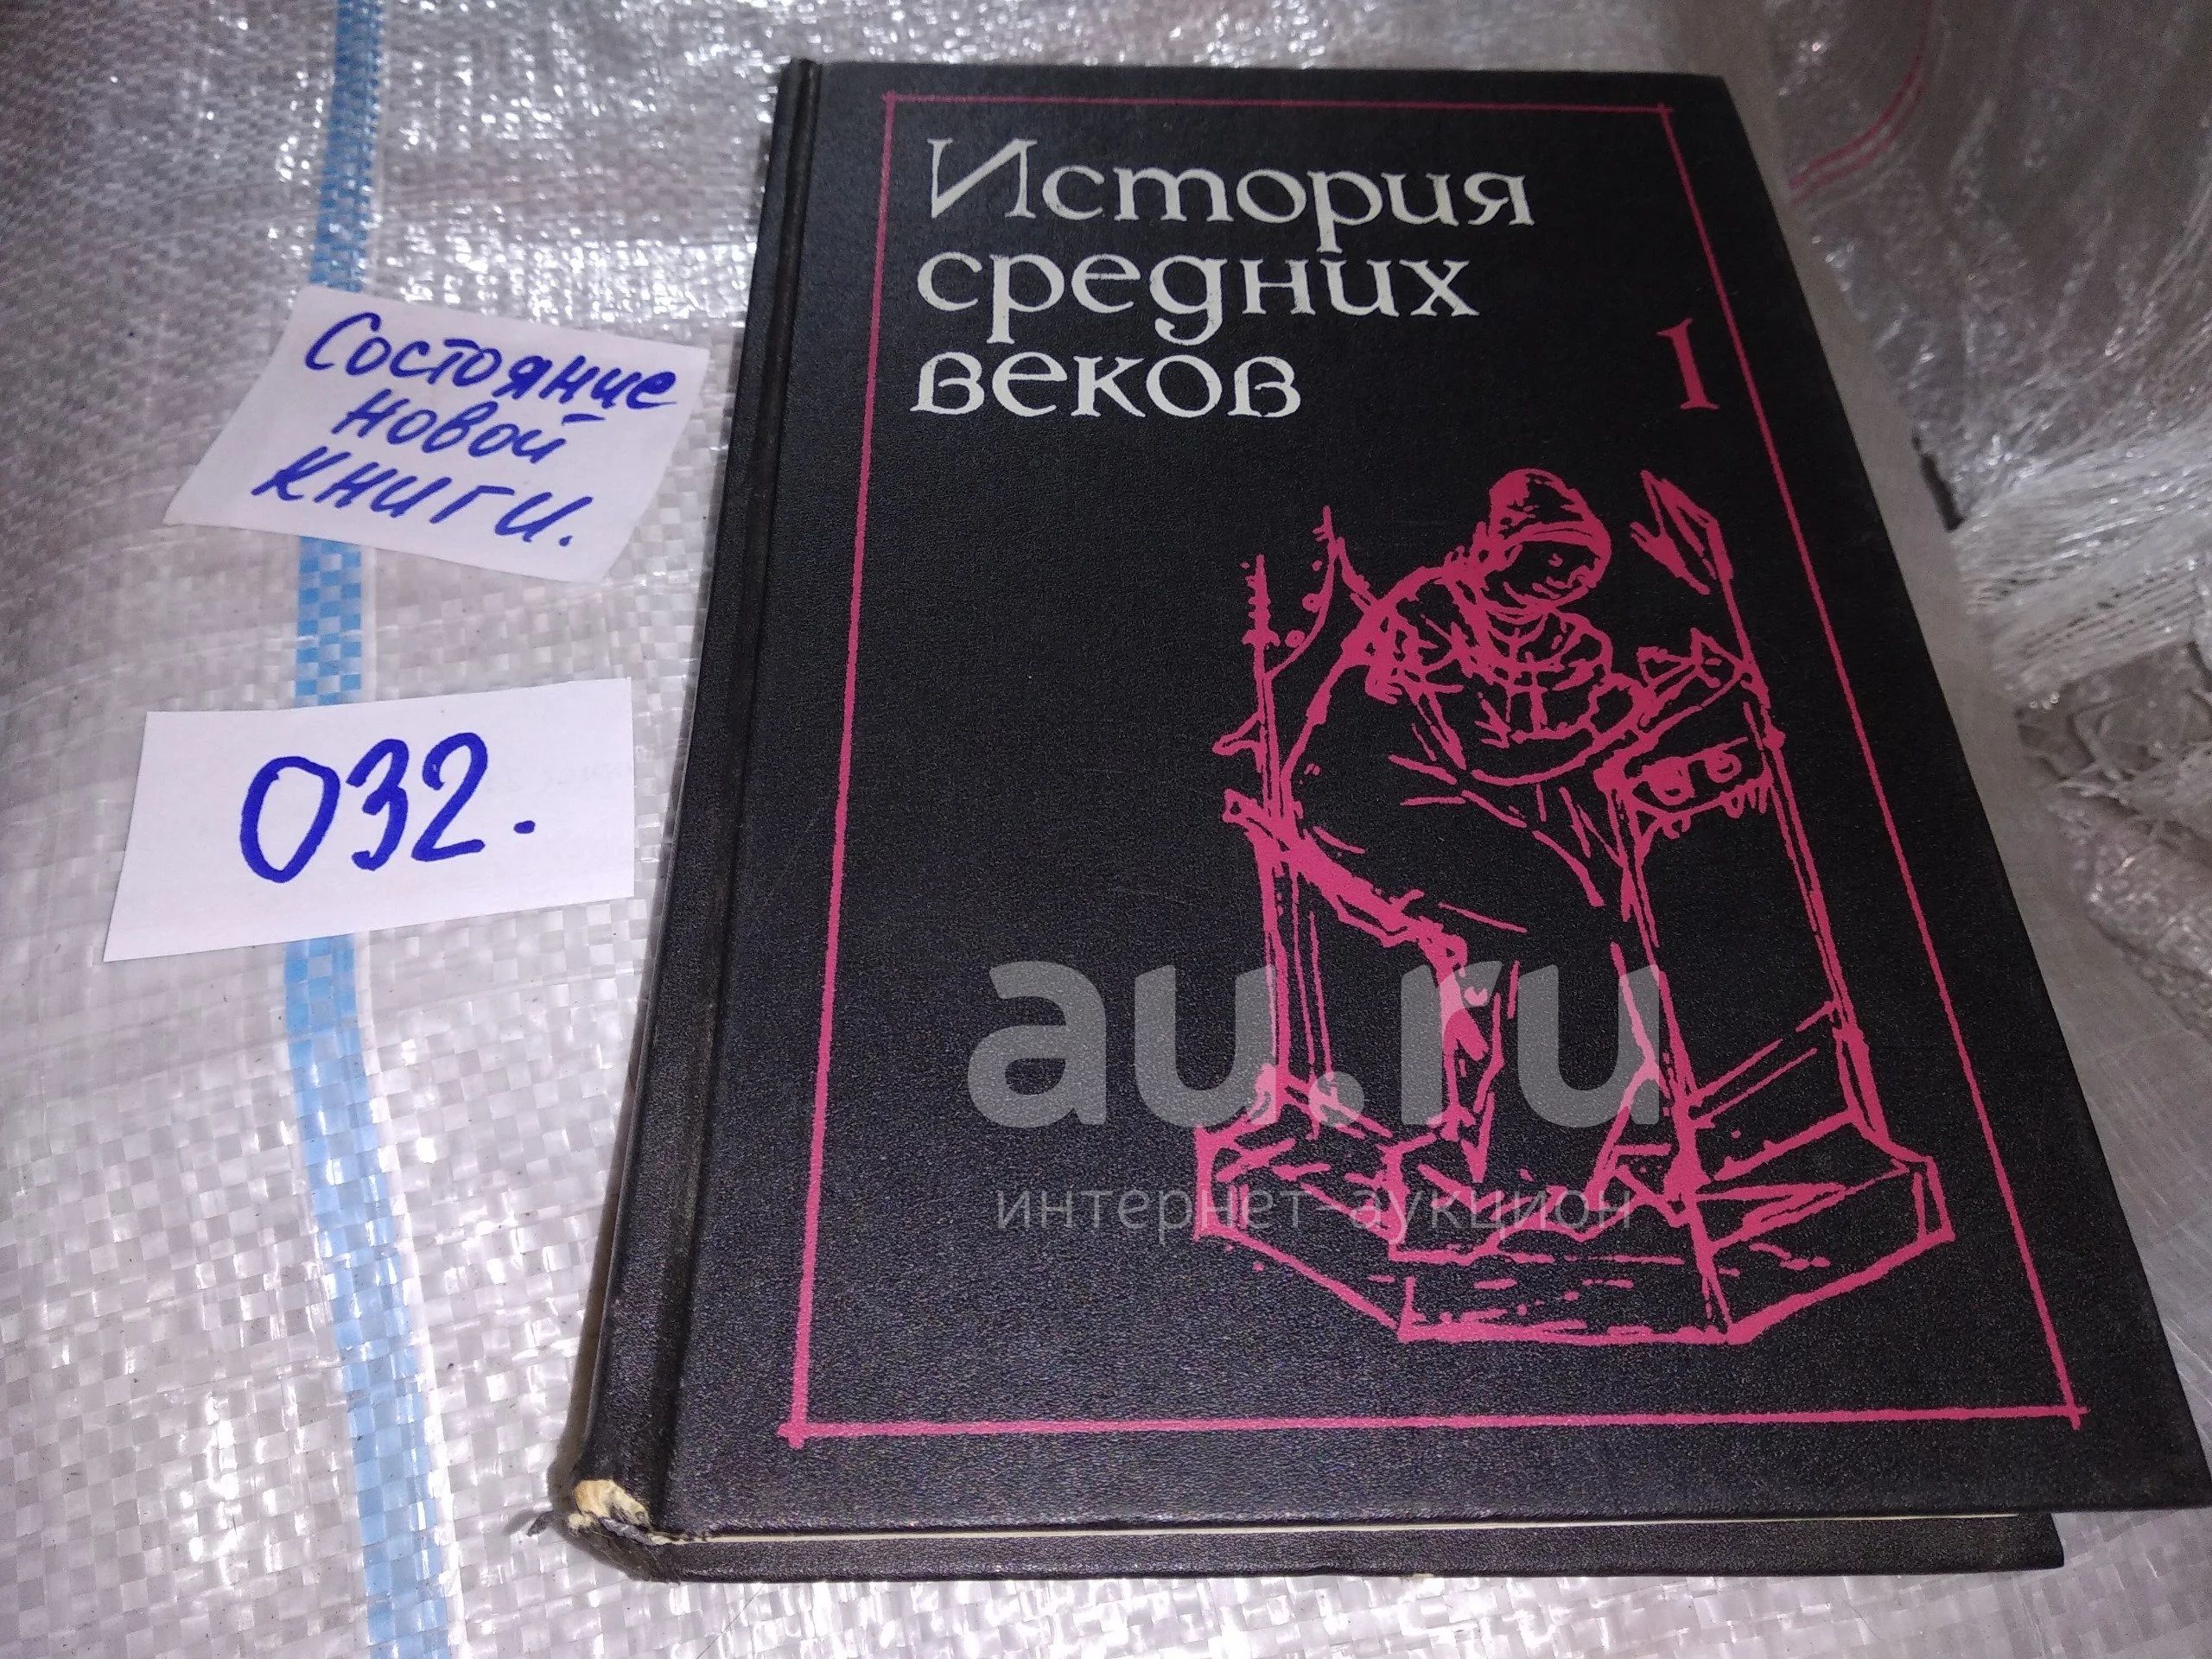 История
средних
веков
1
Состояние
новой
книги.
032.
au.ru
интернет-аукцион